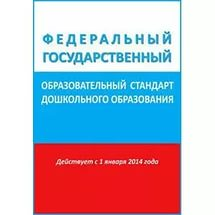 ФЕДЕРАЛЬНЫЙ
ГОСУДАРСТВЕННЫЙ
ОБРАЗОВАТЕЛЬНЫЙ СТАНДАРТ
ДОШКОЛЬНОГО ОБРАЗОВАНИЯ
Действует с 1 января 2014 года